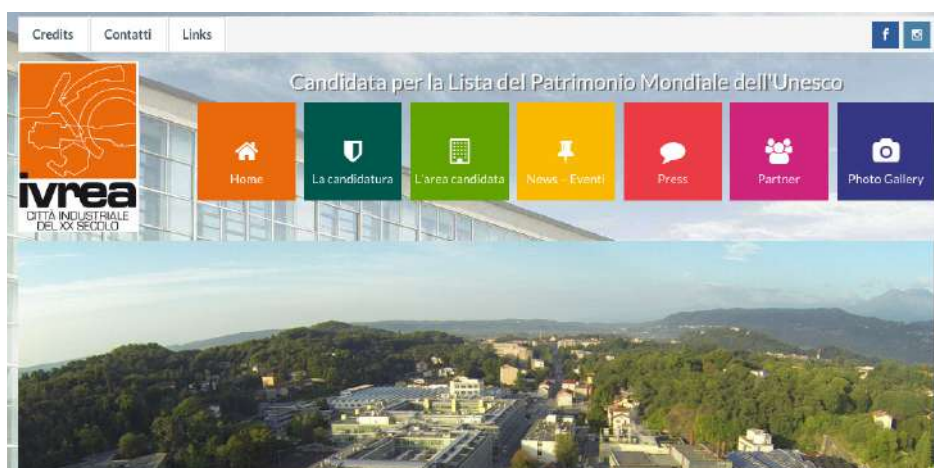 Credits Contatti Links
Candidata per la Lista del Patrimonio Mondiale dell'Unesco
Home La candidatura L'area candidata News - Eventi Press Partner Photo Gallery
ivrea
CITTÀ INDUSTRIALE
DEL XX SECOLO